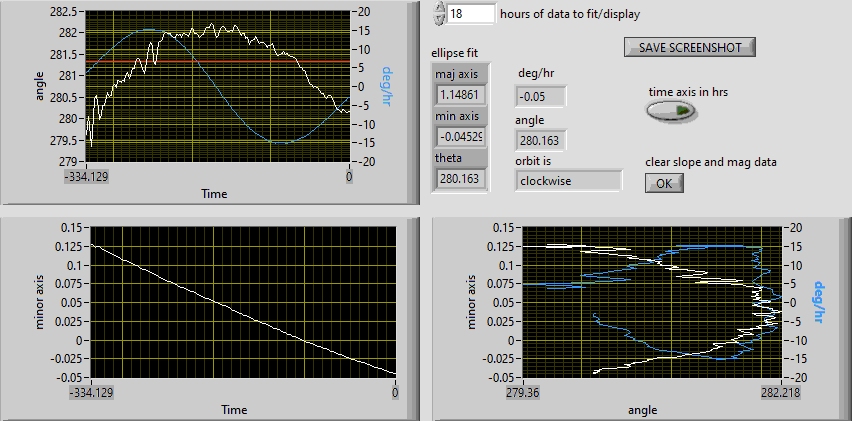 282.5
282
281.5
281
280.5
280
279.5
279
angle
20
15
10
5
0
-5
-10
-15
-20
deg/hr
-334.129
0
Time
18
hours of data to fit/display
SAVE SCREENSHOT
ellipse fit
maj axis
1.14861
min axis
-0.04529
theta
280.163
deg/hr
-0.05
angle
280.163
orbit is
clockwise
time axis in hrs
clear slope and mag data
OK
0.15
0.125
0.1
0.075
0.05
0.025
0
-0.025
-0.05
minor axis
-334.129
0
Time
0.15
0.125
0.1
0.075
0.05
0.025
0
-0.025
-0.05
minor axis
20
15
10
5
0
-5
-10
-15
-20
deg/hr
279.36
282.218
angle